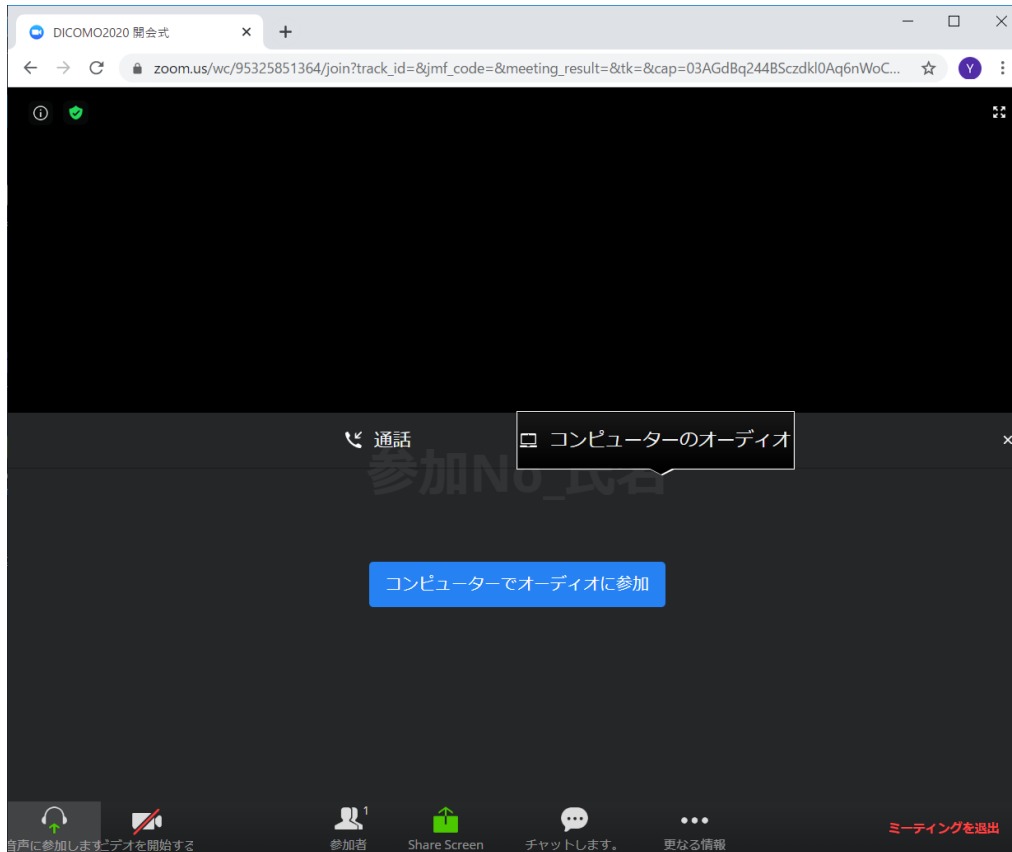 DICOMO2020 開会式
zoom.us/wc/95325851364/join?track_id=&jmf_code=&meeting_result=&tk=&cap=03AGdBq244BSczdkl0Aq6nWoC...
Y
通話
コンピューターのオーディオ
参加No_氏名
コンピューターでオーディオに参加
音声に参加します
ビデオを開始する
参加者
1
Share Screen
チャットします。
更なる情報
ミーティングを退出